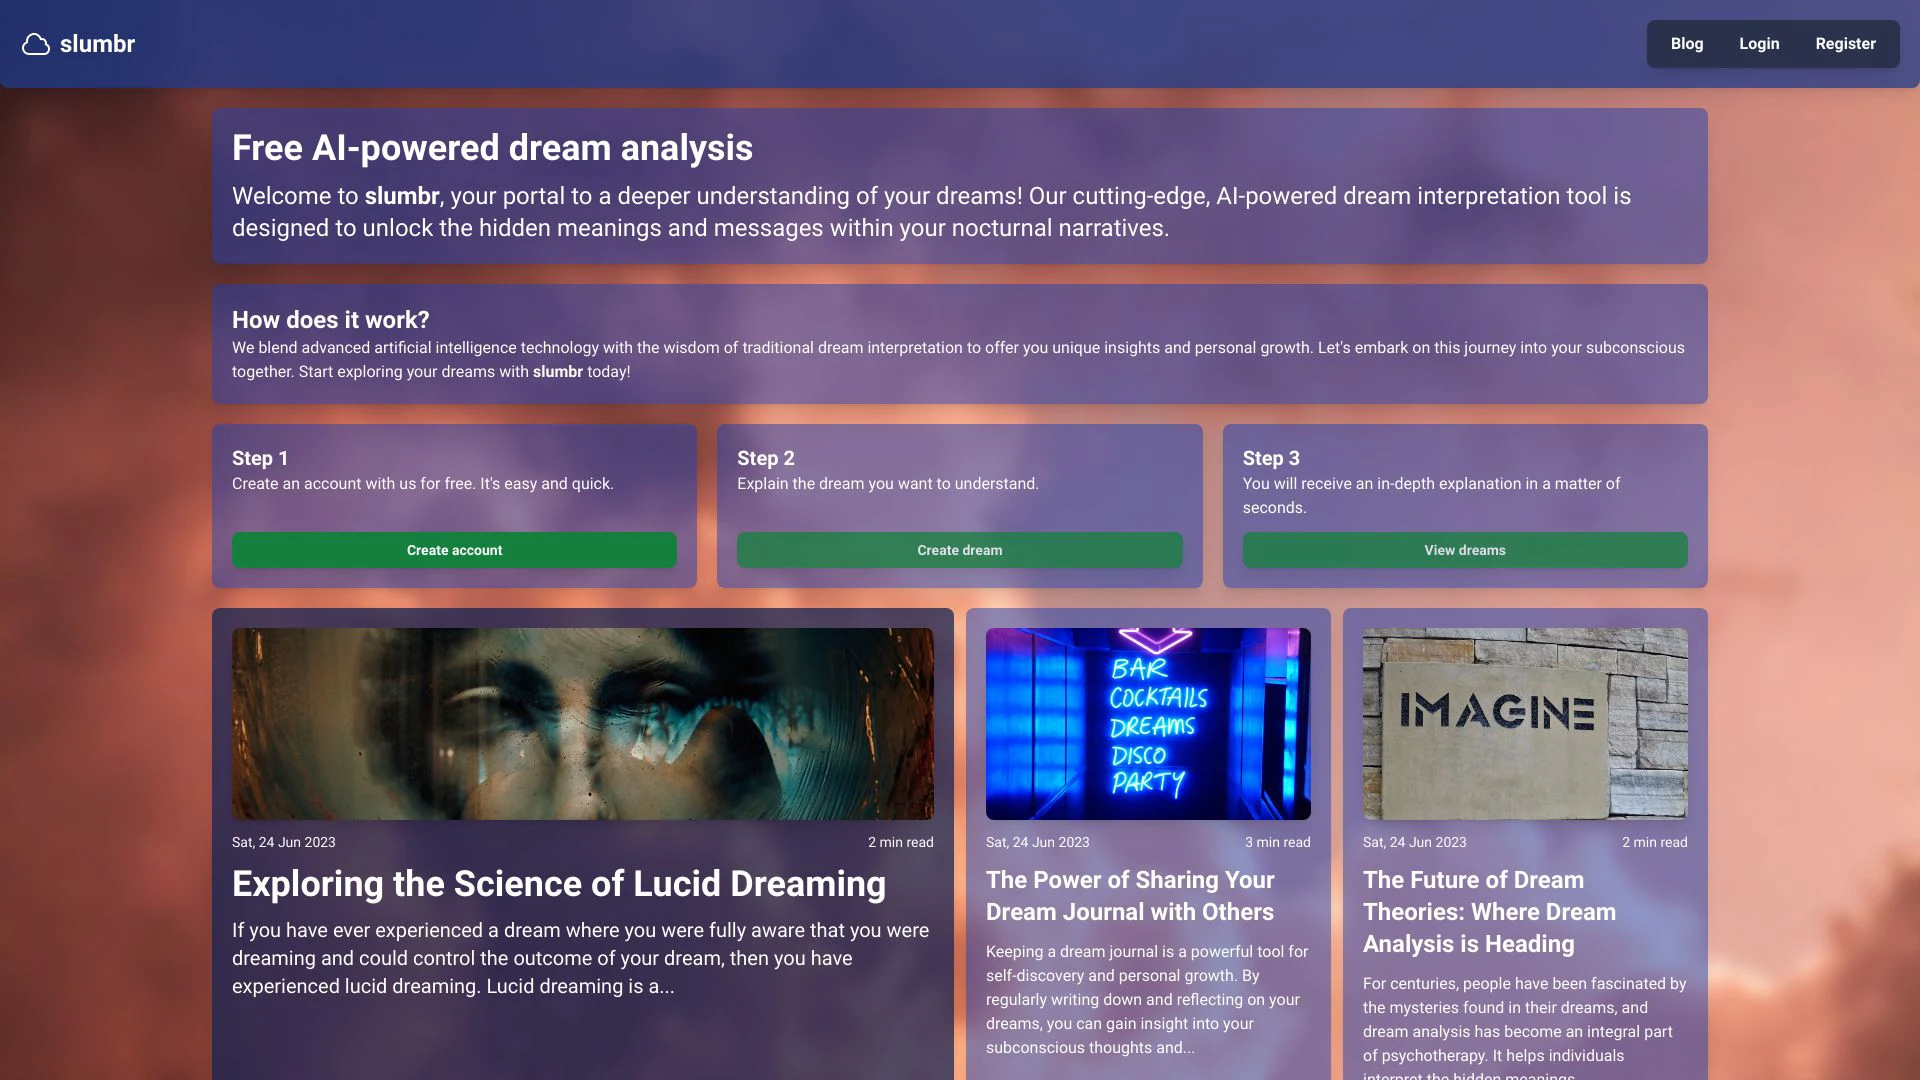 slumbr
Blog
Login
Register
Free AI-powered dream analysis
Welcome to slumbr, your portal to a deeper understanding of your dreams! Our cutting-edge, AI-powered dream interpretation tool is
designed to unlock the hidden meanings and messages within your nocturnal narratives.
How does it work?
We blend advanced artificial intelligence technology with the wisdom of traditional dream interpretation to offer you unique insights and personal growth. Let's embark on this journey into your subconscious
together. Start exploring your dreams with slumbr today!
Step 1
Create an account with us for free. It's easy and quick.
Create account
Step 2
Explain the dream you want to understand.
Create dream
Step 3
You will receive an in-depth explanation in a matter of
seconds.
View dreams
Sat, 24 Jun 2023
2 min read
Exploring the Science of Lucid Dreaming
If you have ever experienced a dream where you were fully aware that you were
dreaming and could control the outcome of your dream, then you have
experienced lucid dreaming. Lucid dreaming is a...
BAR
COCKTAILS
DREAMS
DISCO
PARTY
Sat, 24 Jun 2023
3 min read
The Power of Sharing Your
Dream Journal with Others
Keeping a dream journal is a powerful tool for
self-discovery and personal growth. By
regularly writing down and reflecting on your
dreams, you can gain insight into your
subconscious thoughts and...
IMAGINE
Sat, 24 Jun 2023
2 min read
The Future of Dream
Theories: Where Dream
Analysis is Heading
For centuries, people have been fascinated by
the mysteries found in their dreams, and
dream analysis has become an integral part
of psychotherapy. It helps individuals
interpret the hidden meanings